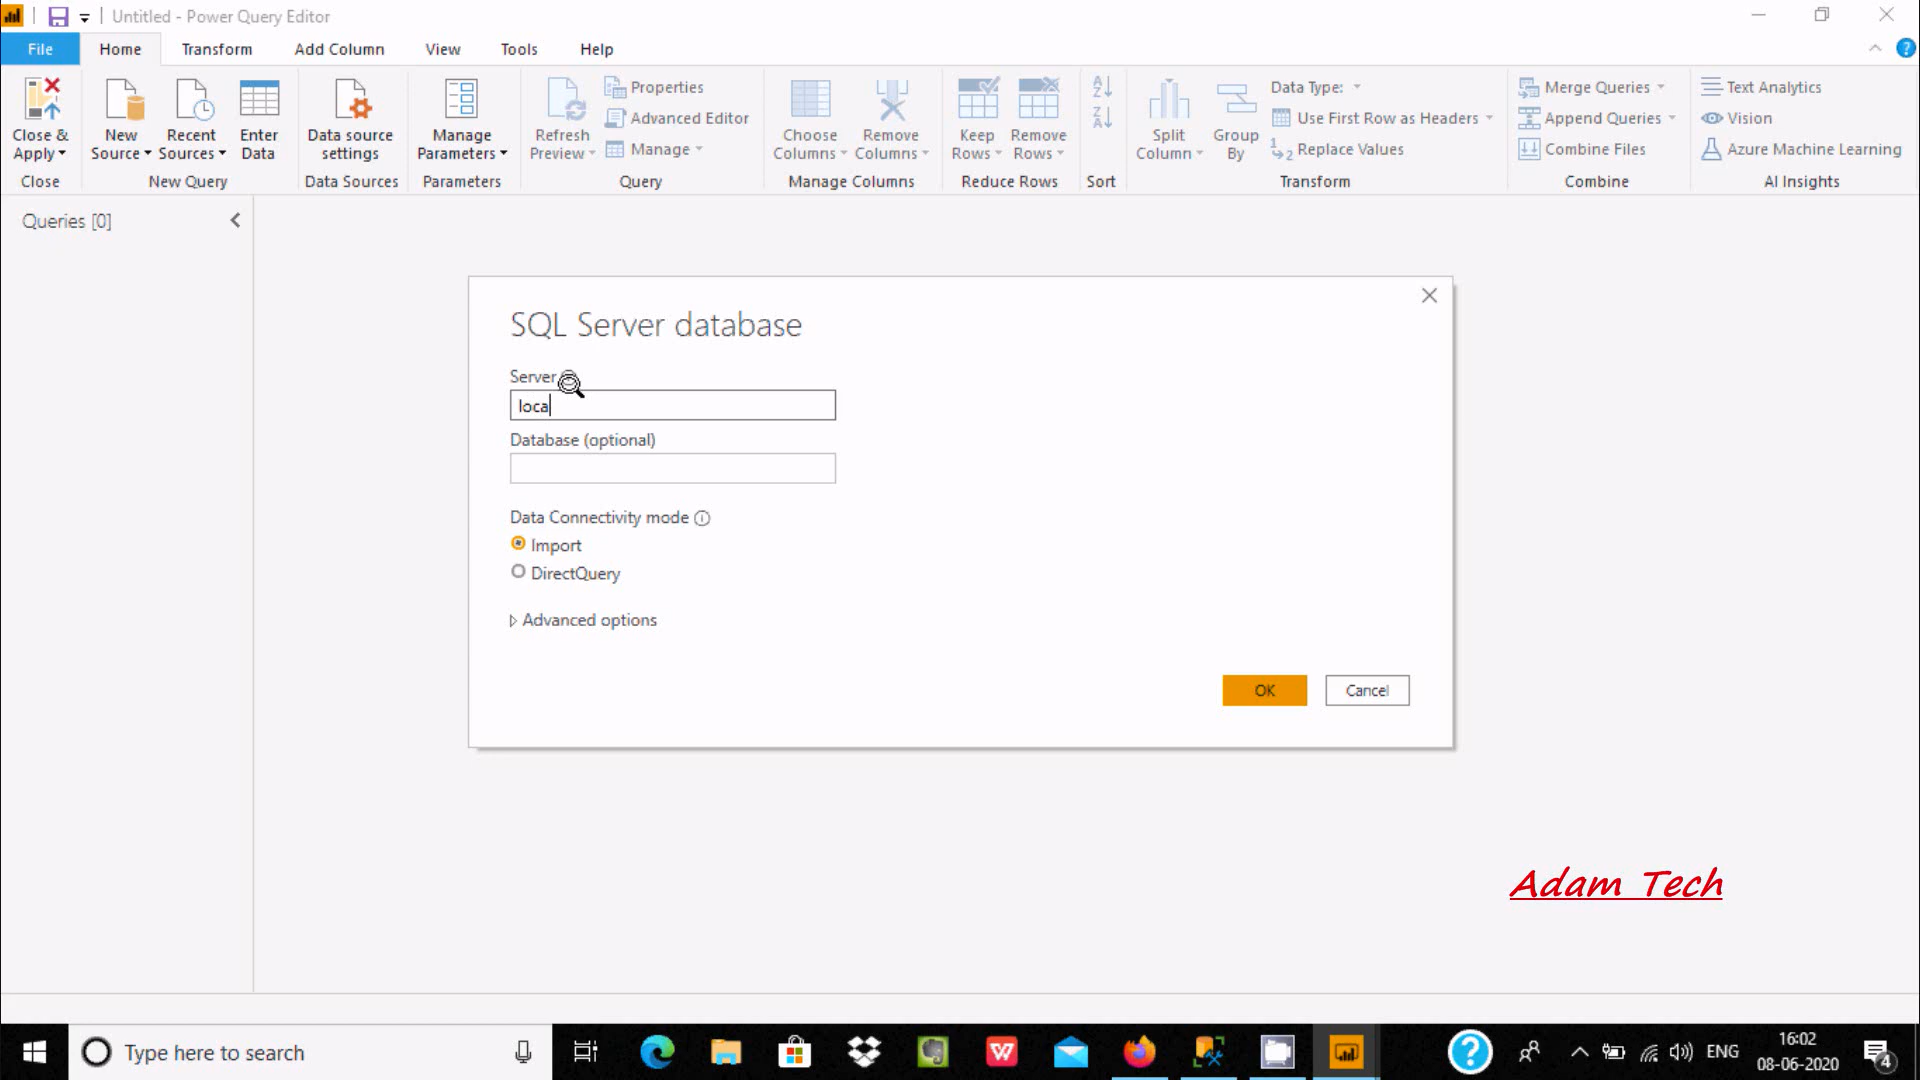 Untitled - Power Query Editor
File Home Transform Add Column View Tools Help
Close & Apply
New Source
Recent Sources
Enter Data
Data source settings
Manage Parameters
Refresh Preview
Properties
Advanced Editor
Manage
Choose Columns
Remove Columns
Keep Rows
Remove Rows
Split Column
Group By
Data Type:
Use First Row as Headers
Replace Values
Merge Queries
Append Queries
Combine Files
Text Analytics
Vision
Azure Machine Learning
Close New Query Data Sources Parameters Query Manage Columns Reduce Rows Sort Transform Combine AI Insights
Queries [0]
SQL Server database
Server
loca
Database (optional)
Data Connectivity mode
Import
DirectQuery
Advanced options
OK Cancel
Adam Tech
Type here to search
ENG
16:02
08-06-2020
4